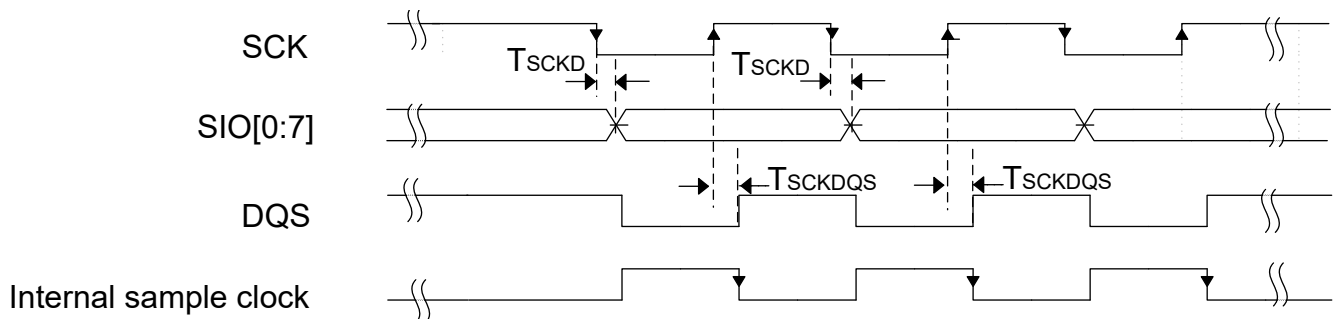 SCK
TSCKD TSCKD
SIO[0:7]
TSCKDQS TSCKDQS
DQS
Internal sample clock